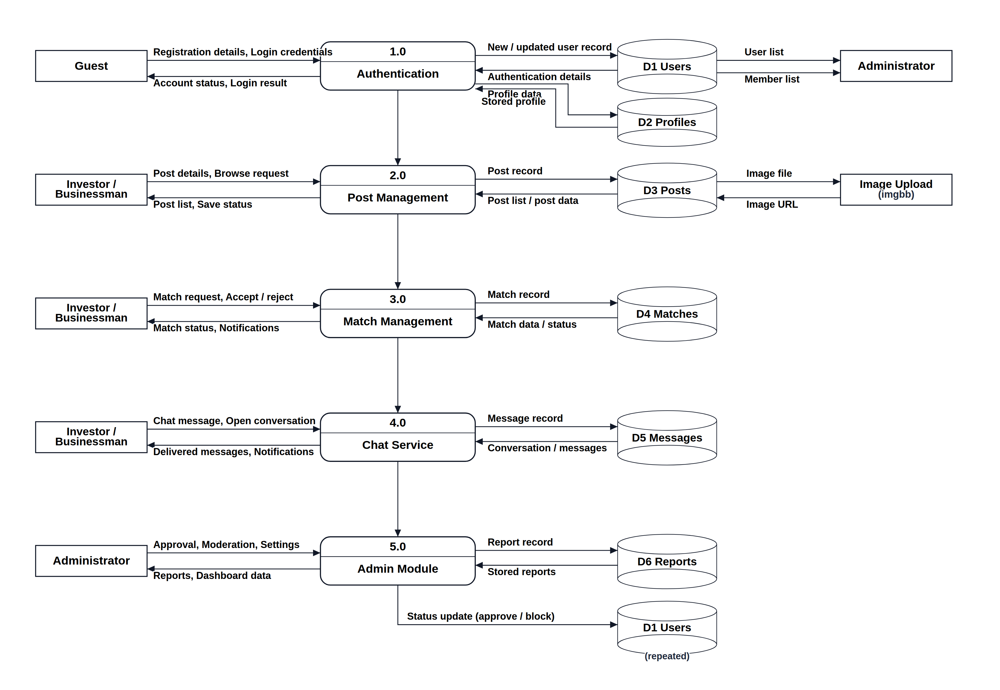 Guest
Registration details, Login credentials
Account status, Login result
1.0
Authentication
New / updated user record
Authentication details
Profile data
Stored profile
D1 Users
D2 Profiles
User list
Member list
Administrator
Investor /
Businessman
Post details, Browse request
Post list, Save status
2.0
Post Management
Post record
Post list / post data
D3 Posts
Image file
Image URL
Image Upload
(imgbb)
Investor /
Businessman
Match request, Accept / reject
Match status, Notifications
3.0
Match Management
Match record
Match data / status
D4 Matches
Investor /
Businessman
Chat message, Open conversation
Delivered messages, Notifications
4.0
Chat Service
Message record
Conversation / messages
D5 Messages
Administrator
Approval, Moderation, Settings
Reports, Dashboard data
5.0
Admin Module
Report record
Stored reports
D6 Reports
Status update (approve / block)
D1 Users
(repeated)